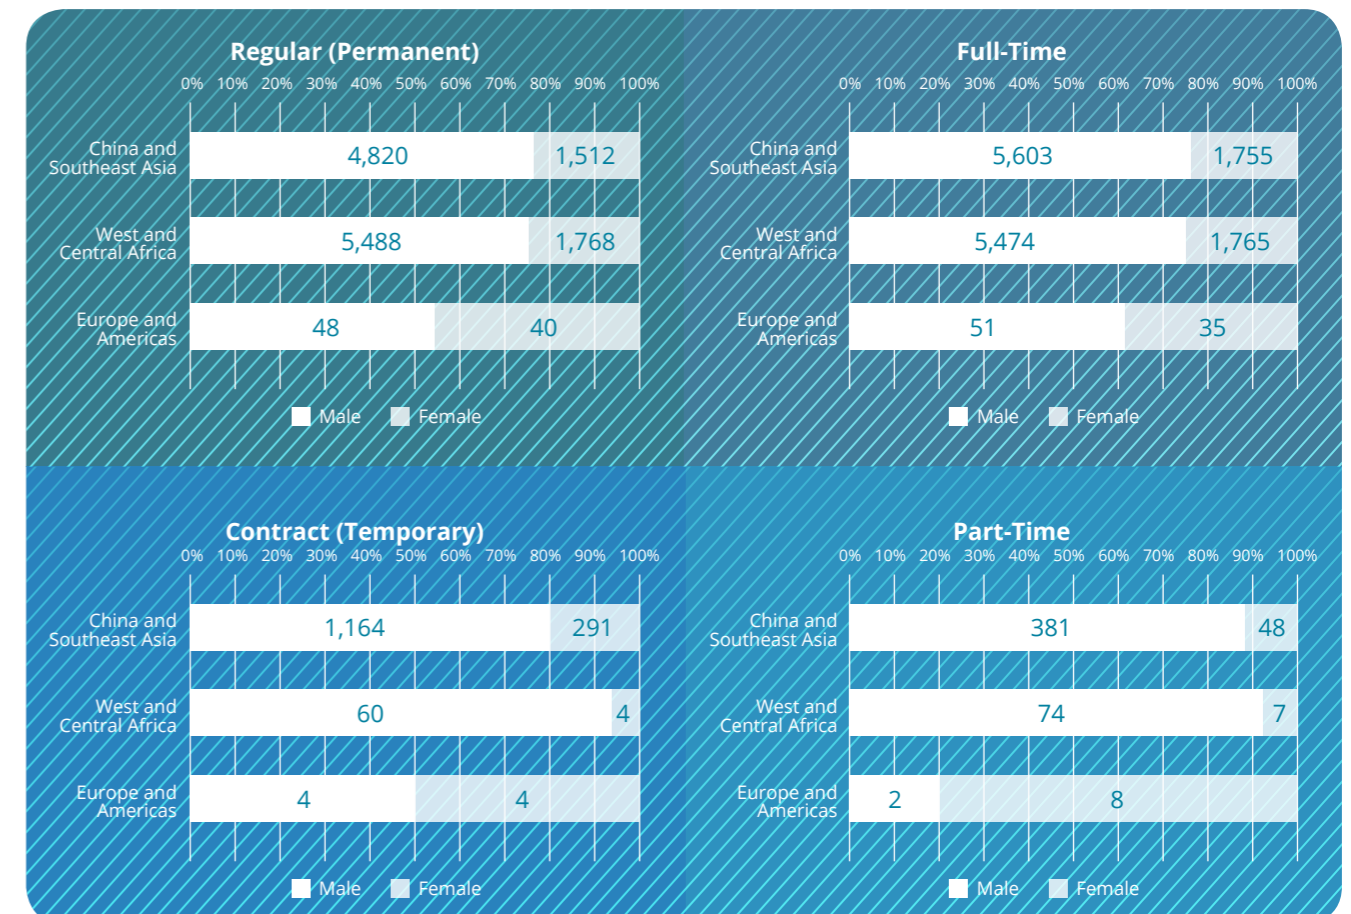 Regular (Permanent)
0% 10% 20% 30% 40% 50% 60% 70% 80% 90% 100%
China and
Southeast Asia
4,820 1,512
West and
Central Africa
5,488 1,768
Europe and
Americas
48 40
Male Female
Full-Time
0% 10% 20% 30% 40% 50% 60% 70% 80% 90% 100%
China and
Southeast Asia
5,603 1,755
West and
Central Africa
5,474 1,765
Europe and
Americas
51 35
Male Female
Contract (Temporary)
0% 10% 20% 30% 40% 50% 60% 70% 80% 90% 100%
China and
Southeast Asia
1,164 291
West and
Central Africa
60 4
Europe and
Americas
4 4
Male Female
Part-Time
0% 10% 20% 30% 40% 50% 60% 70% 80% 90% 100%
China and
Southeast Asia
381 48
West and
Central Africa
74 7
Europe and
Americas
2 8
Male Female